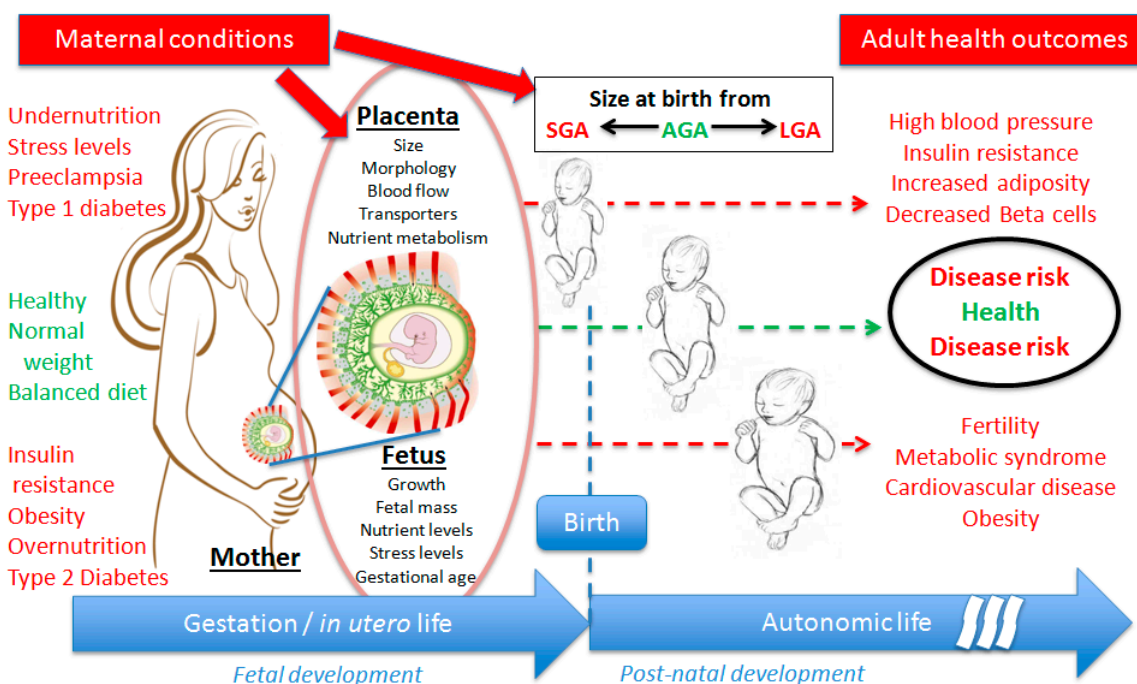 Maternal conditions
Adult health outcomes
Undernutrition
Stress levels
Preeclampsia
Type 1 diabetes
Healthy
Normal
weight
Balanced diet
Insulin
resistance
Obesity
Overnutrition
Type 2 Diabetes
Mother
Placenta
Size
Morphology
Blood flow
Transporters
Nutrient metabolism
Fetus
Growth
Fetal mass
Nutrient levels
Stress levels
Gestational age
Size at birth from
SGA AGA LGA
Birth
High blood pressure
Insulin resistance
Increased adiposity
Decreased Beta cells
Disease risk
Health
Disease risk
Fertility
Metabolic syndrome
Cardiovascular disease
Obesity
Gestation / in utero life
Autonomic life
Fetal development
Post-natal development